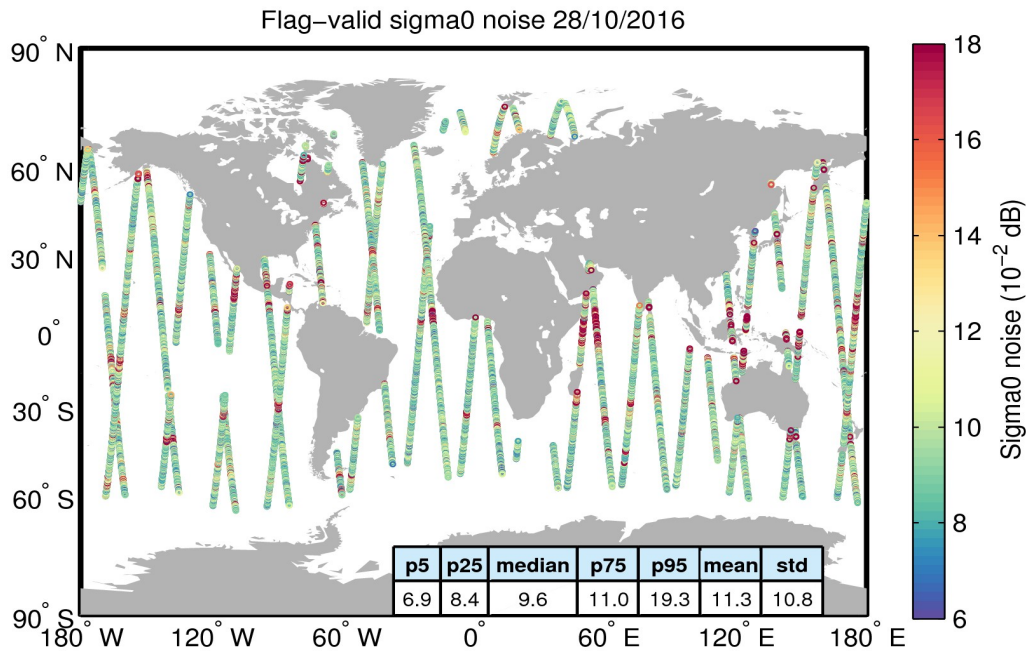 Flag−valid sigma0 noise 28/10/2016
90° N
60° N
30° N
0°
30° S
60° S
90° S
180° W
120° W
60° W
0°
60° E
120° E
180° E
p5 p25 median p75 p95 mean std
6.9 8.4 9.6 11.0 19.3 11.3 10.8
18
16
14
12
10
8
6
Sigma0 noise (10⁻² dB)